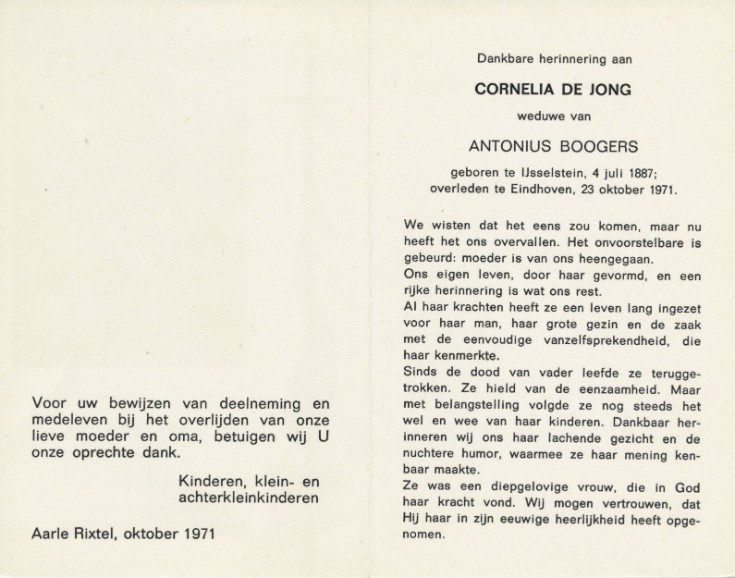 Voor uw bewijzen van deelneming en
medeleven bij het overlijden van onze
lieve moeder en oma, betuigen wij U
onze oprechte dank.
Kinderen, klein- en
achterkleinkinderen
Aarle Rixtel, oktober 1971
Dankbare herinnering aan
CORNELIA DE JONG
weduwe van
ANTONIUS BOOGERS
geboren te IJsselstein, 4 juli 1887;
overleden te Eindhoven, 23 oktober 1971.
We wisten dat het eens zou komen, maar nu
heeft het ons overvallen. Het onvoorstelbare is
gebeurd: moeder is van ons heengegaan.
Ons eigen leven, door haar gevormd, en een
rijke herinnering is wat ons rest.
Al haar krachten heeft ze een leven lang ingezet
voor haar man, haar grote gezin en de zaak
met de eenvoudige vanzelfsprekendheid, die
haar kenmerkte.
Sinds de dood van vader leefde ze terugge-
trokken. Ze hield van de eenzaamheid. Maar
met belangstelling volgde ze nog steeds het
wel en wee van haar kinderen. Dankbaar her-
inneren wij ons haar lachende gezicht en de
nuchtere humor, waarmee ze haar mening ken-
baar maakte.
Ze was een diepgelovige vrouw, die in God
haar kracht vond. Wij mogen vertrouwen, dat
Hij haar in zijn eeuwige heerlijkheid heeft opge-
nomen.